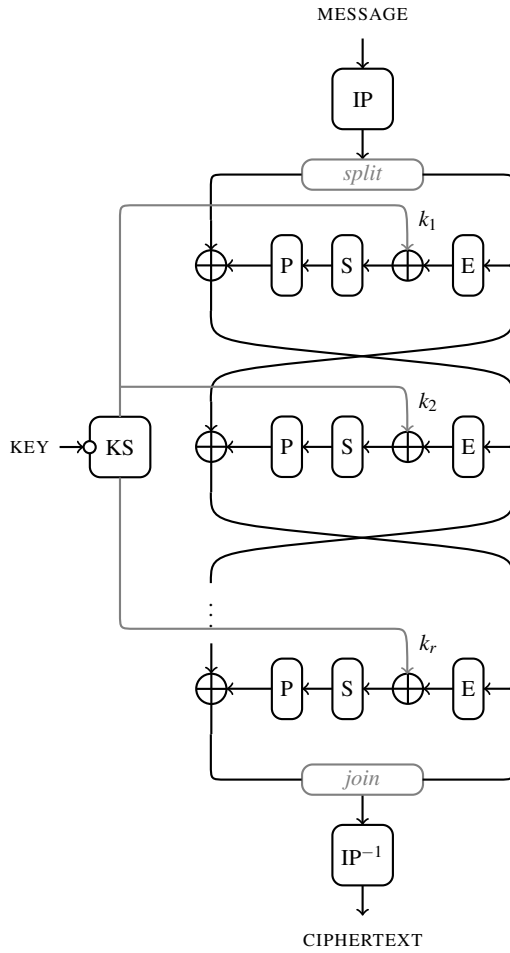 MESSAGE
IP
split
k₁
P S E
k₂
KEY KS P S E
⋮
kᵣ
P S E
join
IP⁻¹
CIPHERTEXT